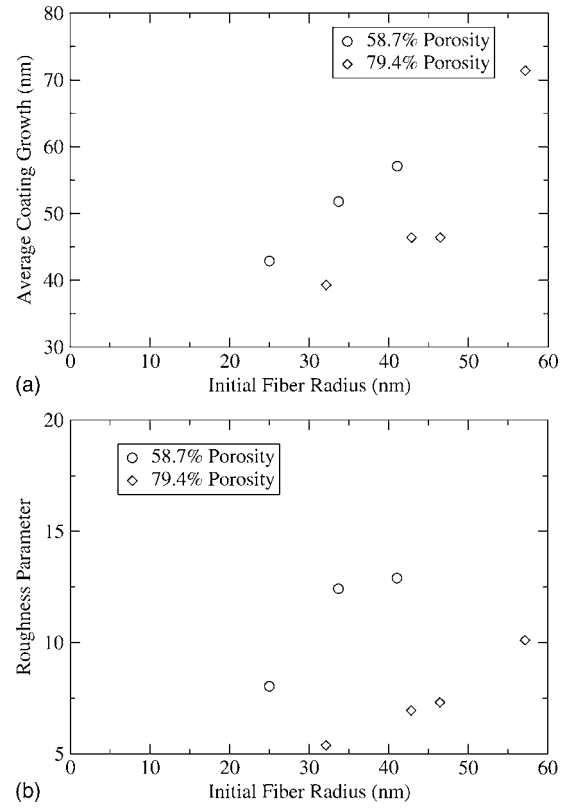 80
70
60
50
40
30
Average Coating Growth (nm)
58.7% Porosity
79.4% Porosity
0 10 20 30 40 50 60
Initial Fiber Radius (nm)
(a)
20
15
10
5
Roughness Parameter
58.7% Porosity
79.4% Porosity
0 10 20 30 40 50 60
Initial Fiber Radius (nm)
(b)